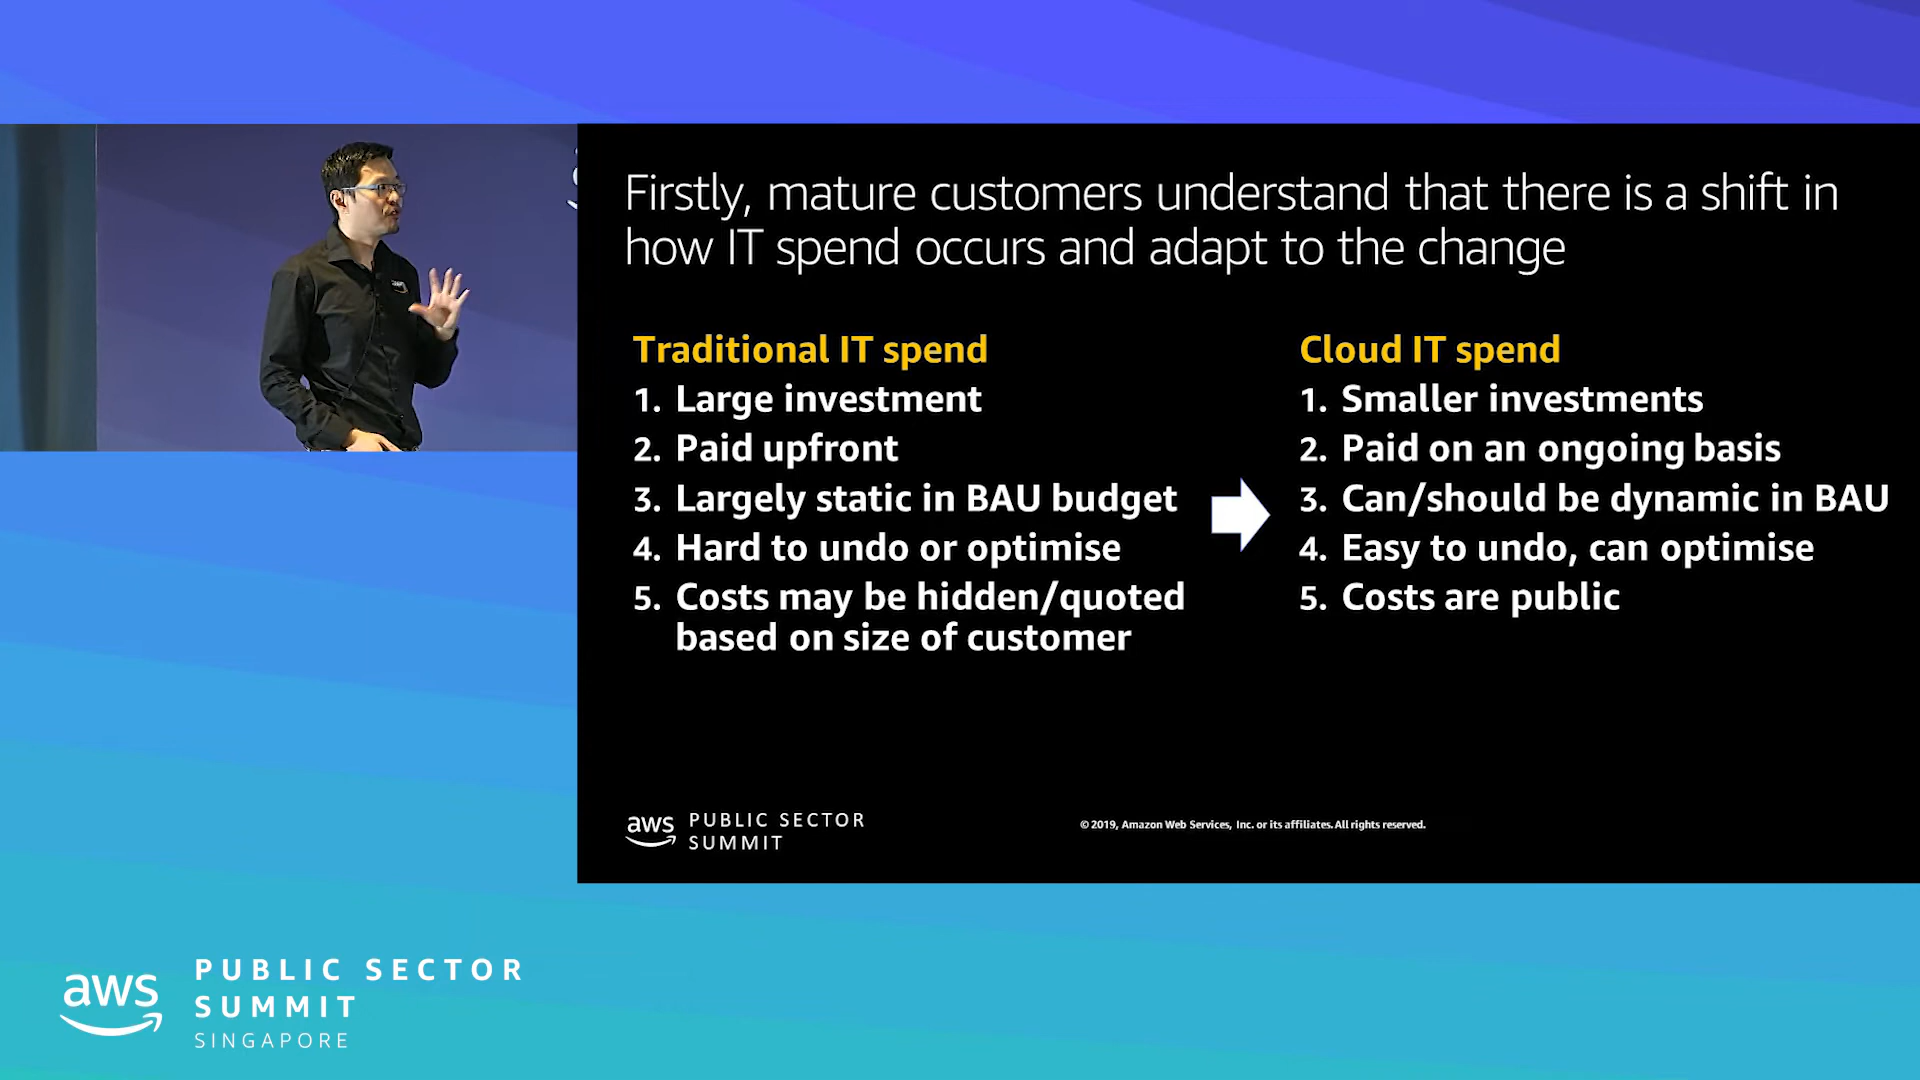 Firstly, mature customers understand that there is a shift in
how IT spend occurs and adapt to the change
Traditional IT spend
1. Large investment
2. Paid upfront
3. Largely static in BAU budget
4. Hard to undo or optimise
5. Costs may be hidden/quoted
based on size of customer
Cloud IT spend
1. Smaller investments
2. Paid on an ongoing basis
3. Can/should be dynamic in BAU
4. Easy to undo, can optimise
5. Costs are public
aws PUBLIC SECTOR
SUMMIT
© 2019, Amazon Web Services, Inc. or its affiliates. All rights reserved.
aws PUBLIC SECTOR
SUMMIT
SINGAPORE